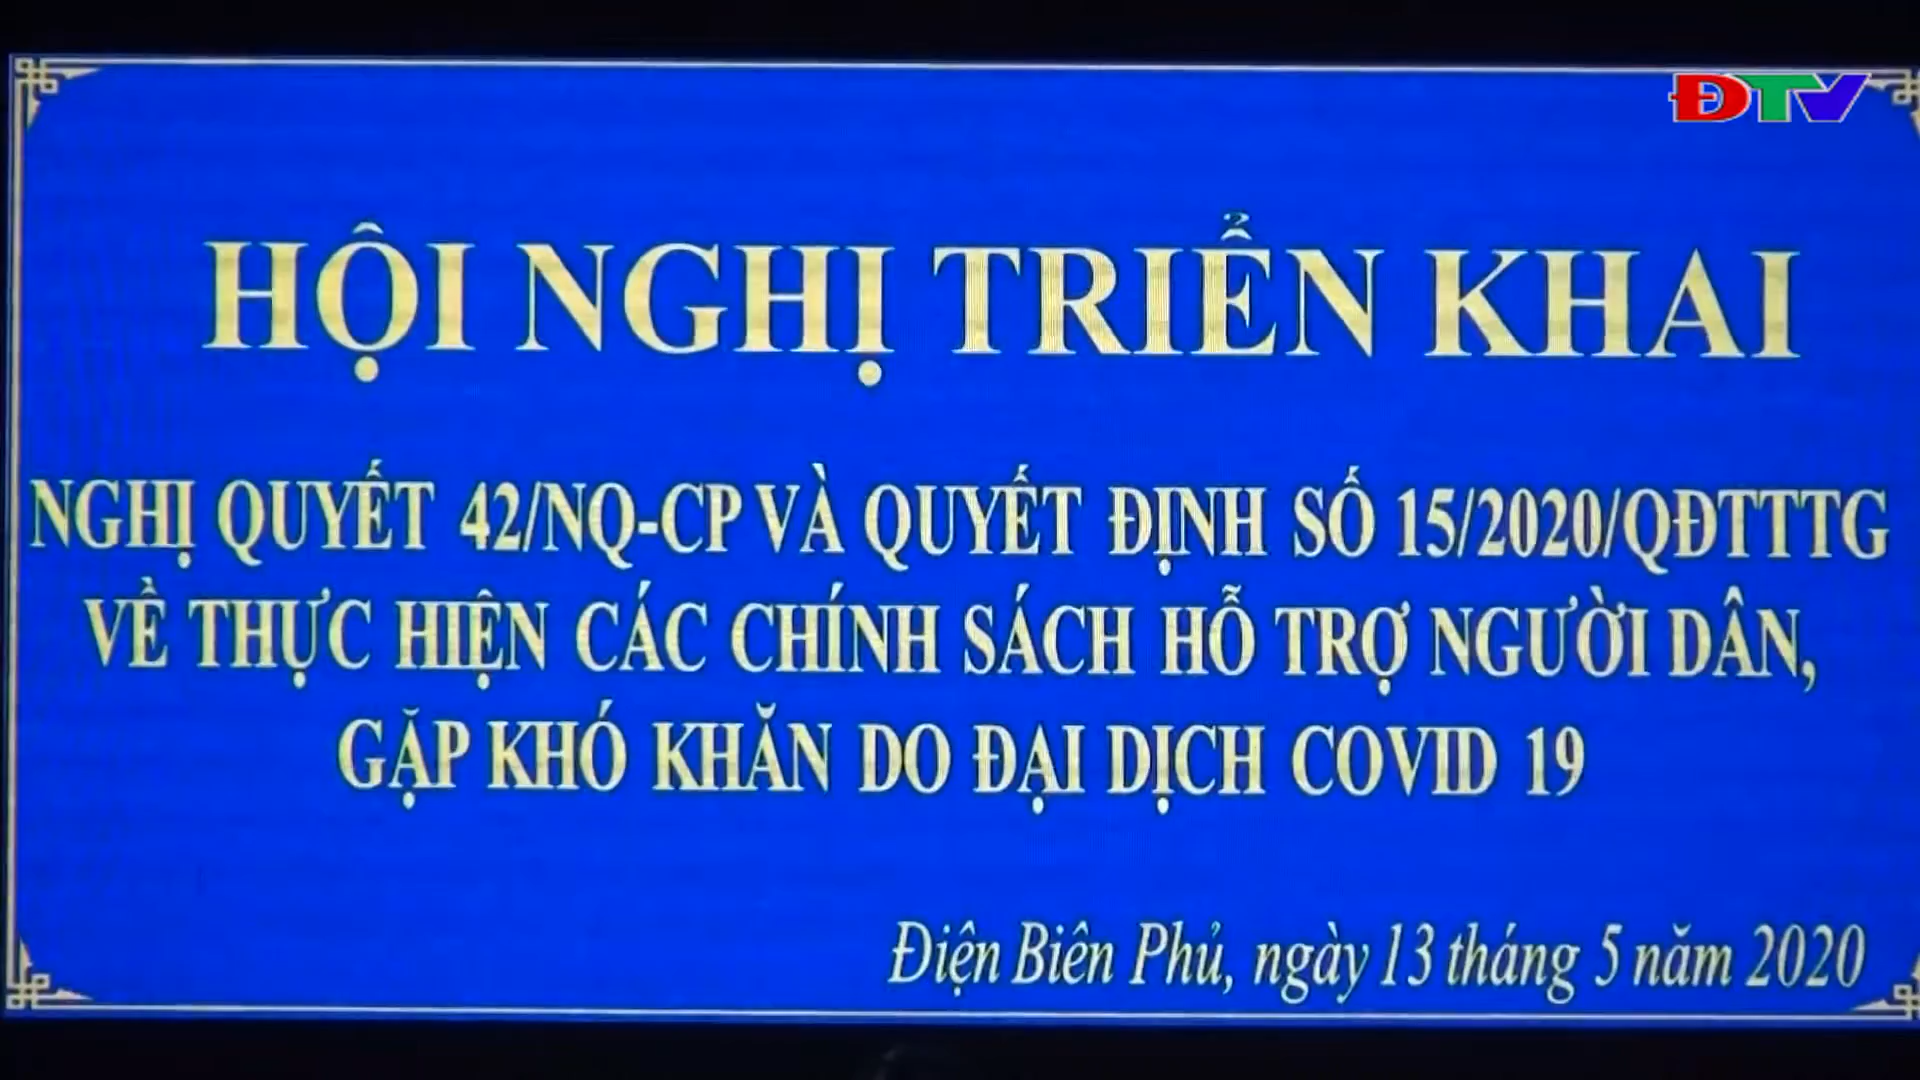 ĐTV
HỘI NGHỊ TRIỂN KHAI
NGHỊ QUYẾT 42/NQ-CP VÀ QUYẾT ĐỊNH SỐ 15/2020/QĐTTTG
VỀ THỰC HIỆN CÁC CHÍNH SÁCH HỖ TRỢ NGƯỜI DÂN,
GẶP KHÓ KHĂN DO ĐẠI DỊCH COVID 19
Điện Biên Phủ, ngày 13 tháng 5 năm 2020